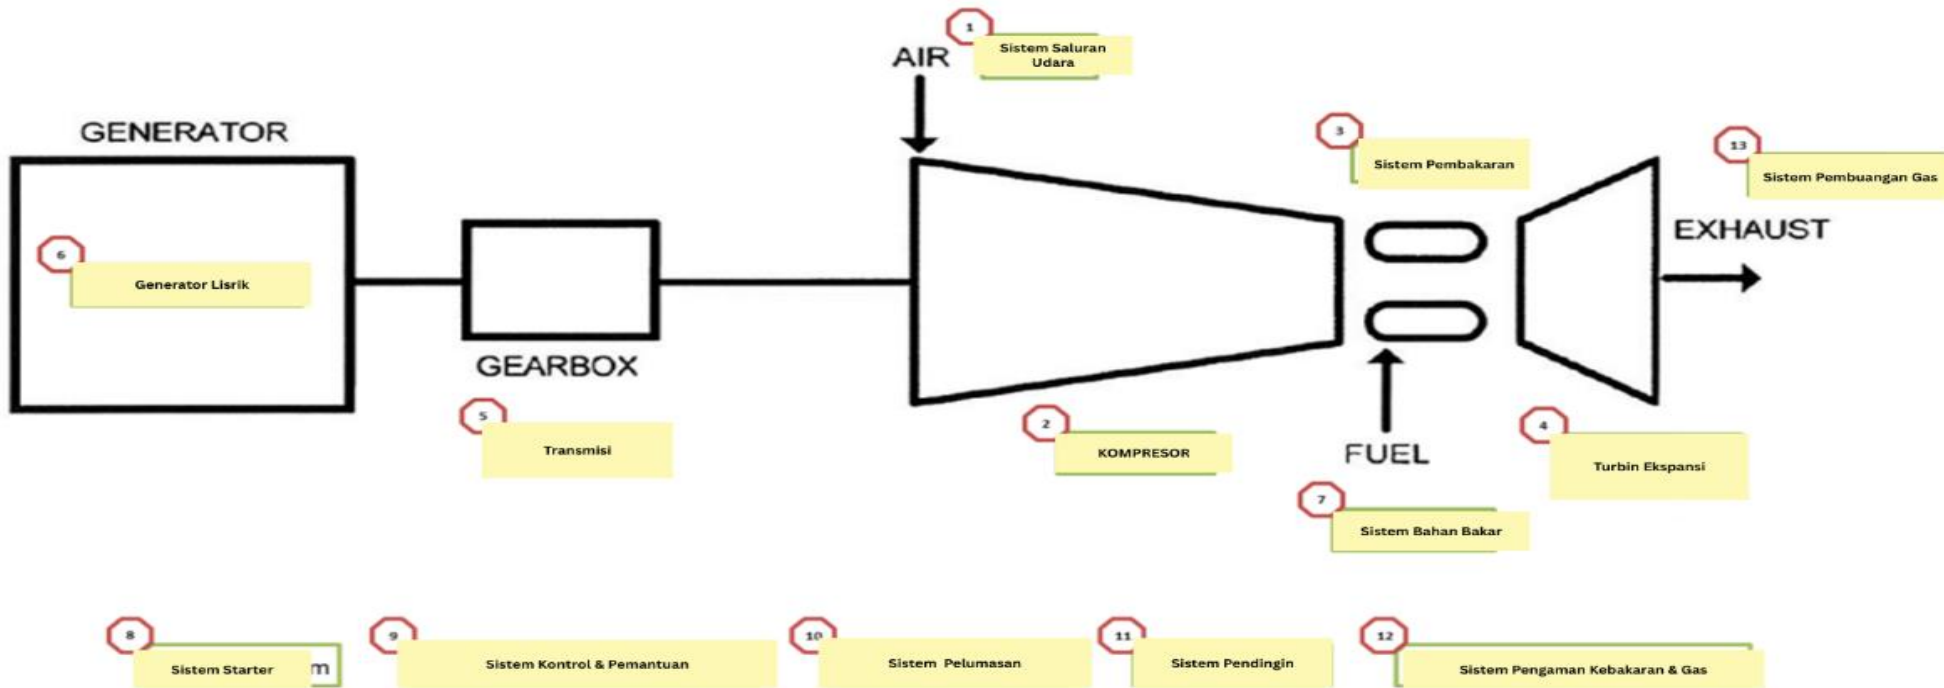 1
AIR
Sistem Saluran
Udara
3
Sistem Pembakaran
13
Sistem Pembuangan Gas
GENERATOR
EXHAUST
6
Generator Lisrik
GEARBOX
5
Transmisi
2
KOMPRESOR
FUEL
4
Turbin Ekspansi
7
Sistem Bahan Bakar
8
Sistem Starter m
9
Sistem Kontrol & Pemantuan
10
Sistem Pelumasan
11
Sistem Pendingin
12
Sistem Pengaman Kebakaran & Gas